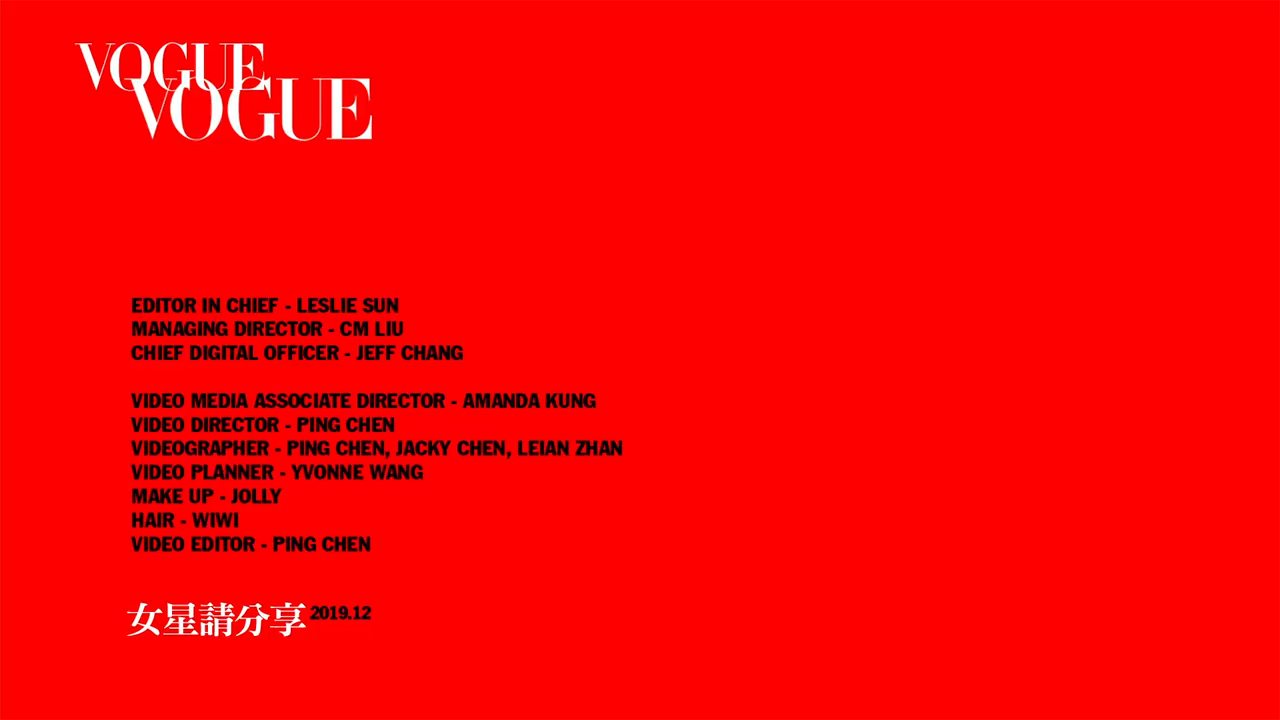 VOGUE
VOGUE
EDITOR IN CHIEF - LESLIE SUN
MANAGING DIRECTOR - CM LIU
CHIEF DIGITAL OFFICER - JEFF CHANG
VIDEO MEDIA ASSOCIATE DIRECTOR - AMANDA KUNG
VIDEO DIRECTOR - PING CHEN
VIDEOGRAPHER - PING CHEN, JACKY CHEN, LEIAN ZHAN
VIDEO PLANNER - YVONNE WANG
MAKE UP - JOLLY
HAIR - WIWI
VIDEO EDITOR - PING CHEN
女星請分享 2019.12